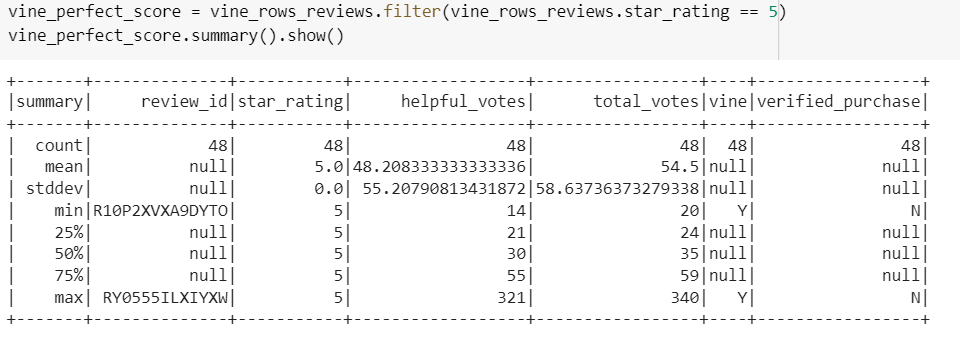 vine_perfect_score = vine_rows_reviews.filter(vine_rows_reviews.star_rating == 5)
vine_perfect_score.summary().show()
+-------+--------------+-----------+------------------+-----------------+----+-----------------+
|summary|     review_id|star_rating|     helpful_votes|      total_votes|vine|verified_purchase|
+-------+--------------+-----------+------------------+-----------------+----+-----------------+
|  count|            48|         48|                48|               48|  48|               48|
|   mean|          null|        5.0|48.208333333333336|             54.5|null|             null|
| stddev|          null|        0.0| 55.20790813431872|58.63736373279338|null|             null|
|    min|R10P2XVXA9DYTO|          5|                14|               20|   Y|                N|
|    25%|          null|          5|                21|               24|null|             null|
|    50%|          null|          5|                30|               35|null|             null|
|    75%|          null|          5|                55|               59|null|             null|
|    max| RY0555ILXIYXW|          5|               321|              340|   Y|                N|
+-------+--------------+-----------+------------------+-----------------+----+-----------------+